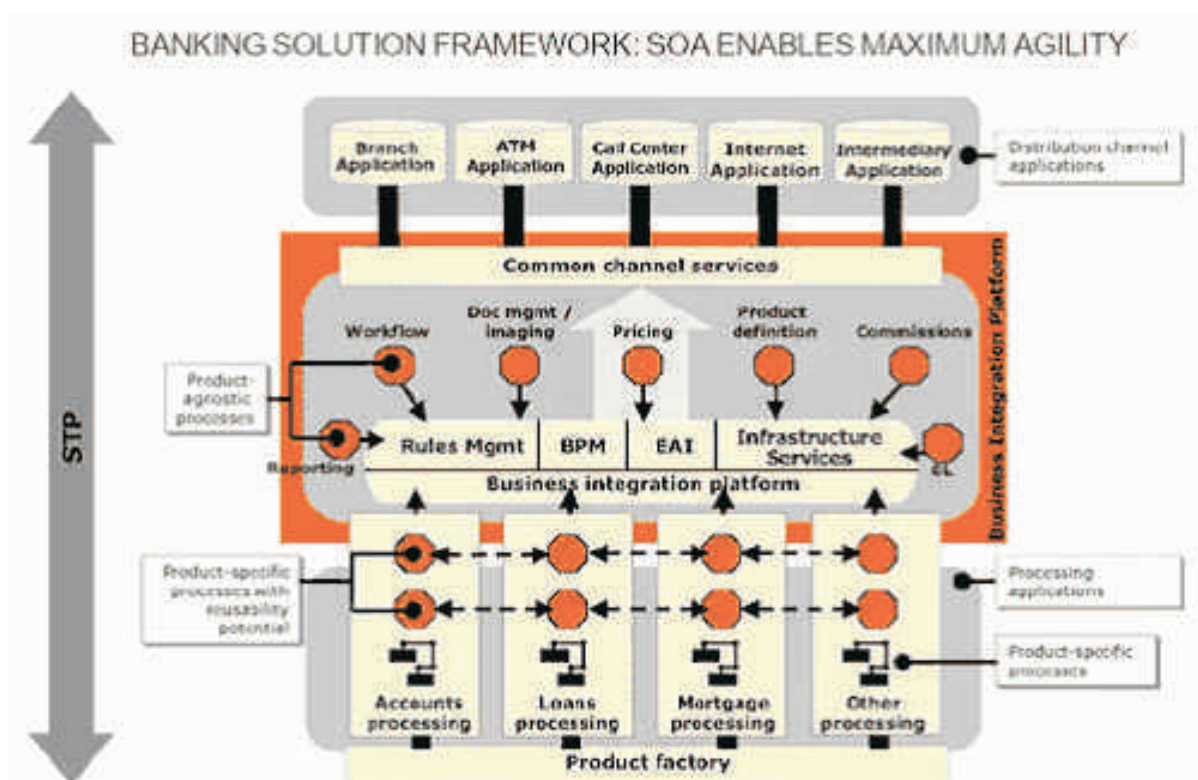 BANKING SOLUTION FRAMEWORK: SOA ENABLES MAXIMUM AGILITY
STP
Branch
Application
ATM
Application
Call Center
Application
Internet
Application
Intermediary
Application
Distribution channel
applications
Common channel services
Business Integration Platform
Workflow
Doc mgmt /
imaging
Pricing
Product
definition
Commissions
Product-
agnostic
processes
Reporting
Rules Mgmt
BPM
EAI
Infrastructure
Services
Business integration platform
Product-specific
processes with
reusability
potential
Processing
applications
Product-specific
processes
Accounts
processing
Loans
processing
Mortgage
processing
Other
processing
Product factory